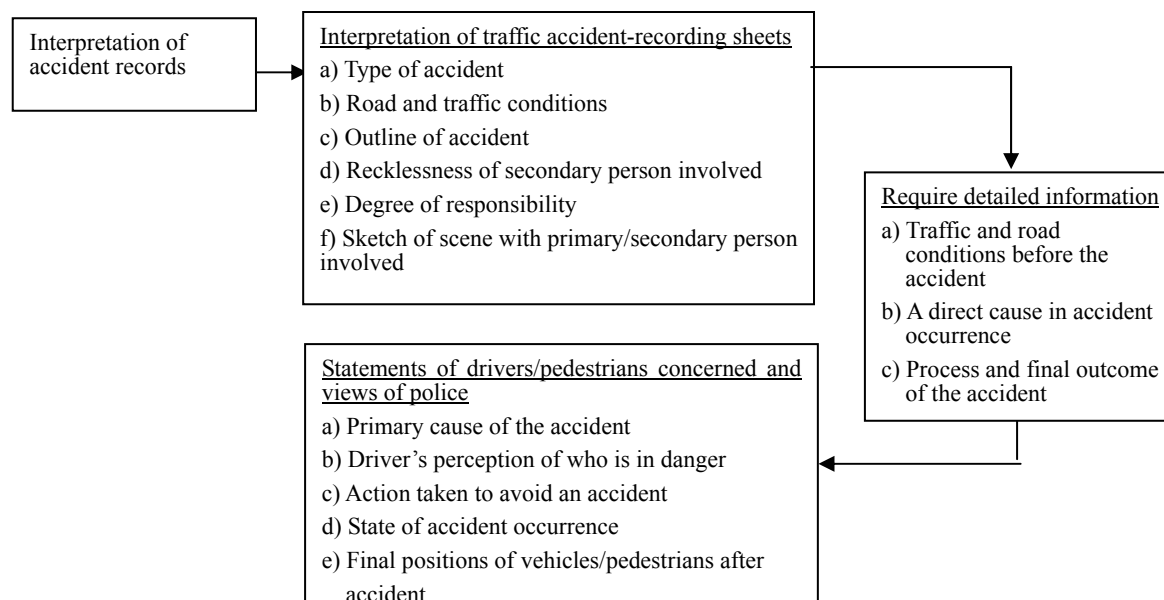 Interpretation of
accident records
Interpretation of traffic accident-recording sheets
a) Type of accident
b) Road and traffic conditions
c) Outline of accident
d) Recklessness of secondary person involved
e) Degree of responsibility
f) Sketch of scene with primary/secondary person
involved
Require detailed information
a) Traffic and road
conditions before the
accident
b) A direct cause in accident
occurrence
c) Process and final outcome
of the accident
Statements of drivers/pedestrians concerned and
views of police
a) Primary cause of the accident
b) Driver's perception of who is in danger
c) Action taken to avoid an accident
d) State of accident occurrence
e) Final positions of vehicles/pedestrians after
accident